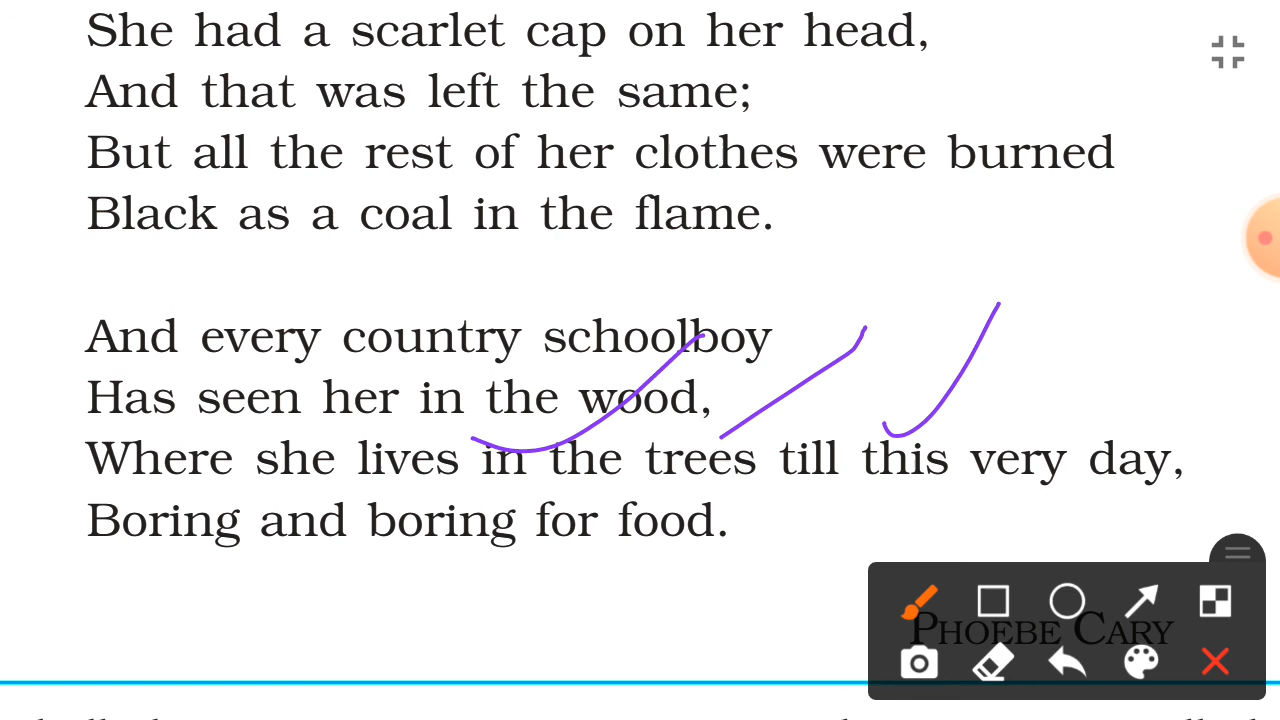 She had a scarlet cap on her head,
And that was left the same;
But all the rest of her clothes were burned
Black as a coal in the flame.
And every country schoolboy
Has seen her in the wood,
Where she lives in the trees till this very day,
Boring and boring for food.
PHOEBE CARY